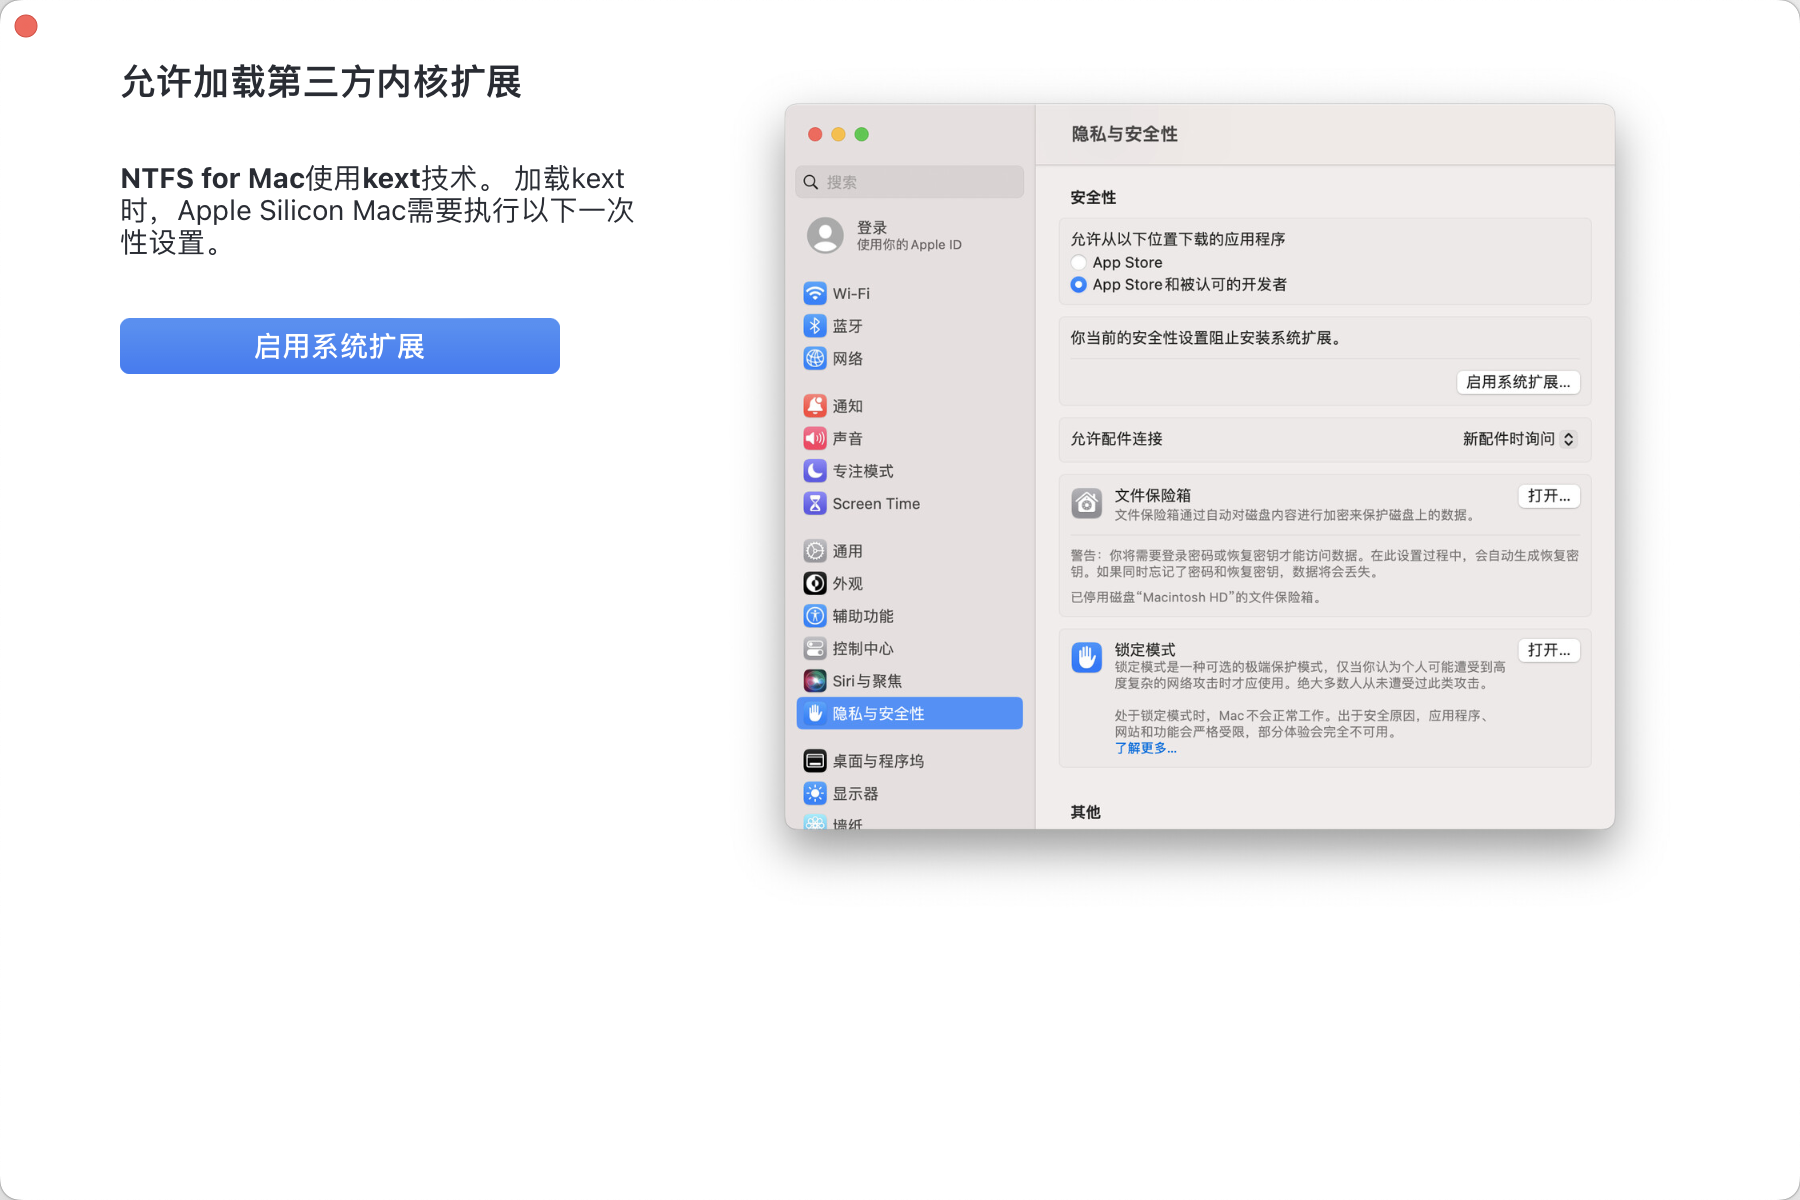 允许加载第三方内核扩展
NTFS for Mac使用kext技术。 加载kext
时，Apple Silicon Mac需要执行以下一次
性设置。
启用系统扩展
搜索
登录
使用你的Apple ID
Wi-Fi
蓝牙
网络
通知
声音
专注模式
Screen Time
通用
外观
辅助功能
控制中心
Siri与聚焦
隐私与安全性
桌面与程序坞
显示器
墙纸
隐私与安全性
安全性
允许从以下位置下载的应用程序
App Store
App Store和被认可的开发者
你当前的安全性设置阻止安装系统扩展。
启用系统扩展...
允许配件连接
新配件时询问
文件保险箱
打开...
文件保险箱通过自动对磁盘内容进行加密来保护磁盘上的数据。
警告：你将需要登录密码或恢复密钥才能访问数据。在此设置过程中，会自动生成恢复密
钥。如果同时忘记了密码和恢复密钥，数据将会丢失。
已停用磁盘“Macintosh HD”的文件保险箱。
锁定模式
打开...
锁定模式是一种可选的极端保护模式，仅当你认为个人可能遭受到高
度复杂的网络攻击时才应使用。绝大多数人从未遭受过此类攻击。
处于锁定模式时，Mac不会正常工作。出于安全原因，应用程序、
网站和功能会严格受限，部分体验会完全不可用。
了解更多...
其他